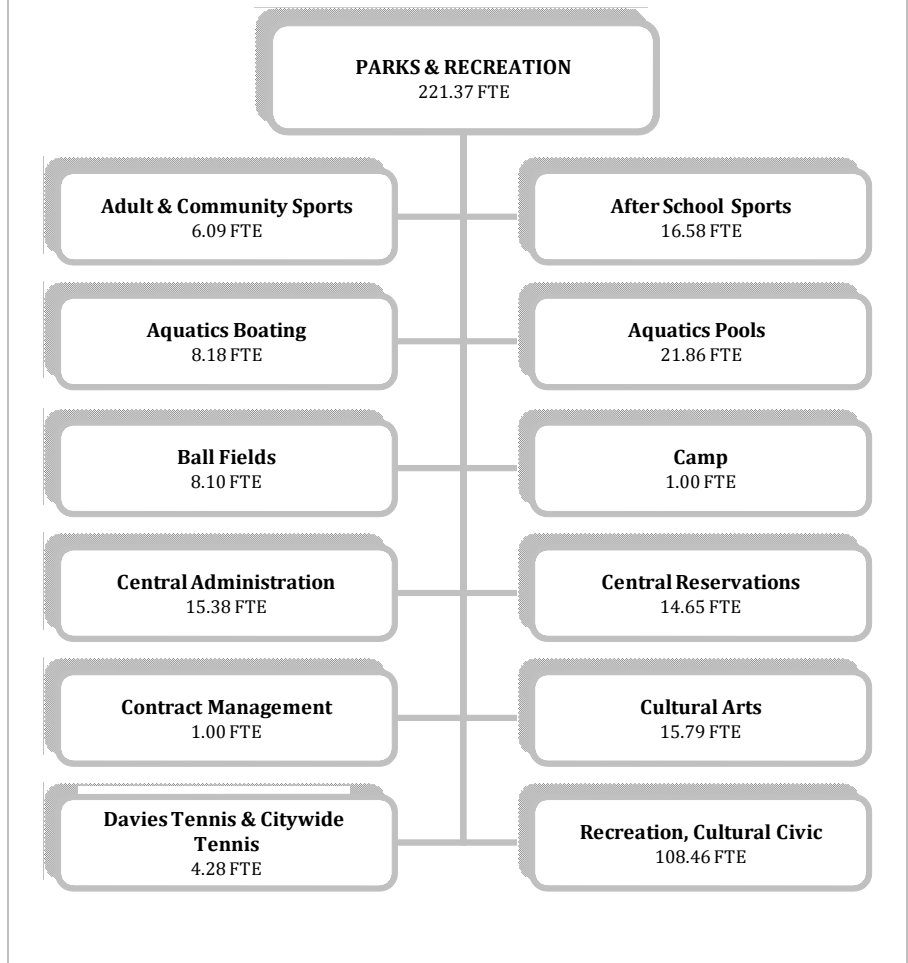 PARKS & RECREATION
221.37 FTE
Adult & Community Sports
6.09 FTE
After School Sports
16.58 FTE
Aquatics Boating
8.18 FTE
Aquatics Pools
21.86 FTE
Ball Fields
8.10 FTE
Camp
1.00 FTE
Central Administration
15.38 FTE
Central Reservations
14.65 FTE
Contract Management
1.00 FTE
Cultural Arts
15.79 FTE
Davies Tennis & Citywide
Tennis
4.28 FTE
Recreation, Cultural Civic
108.46 FTE